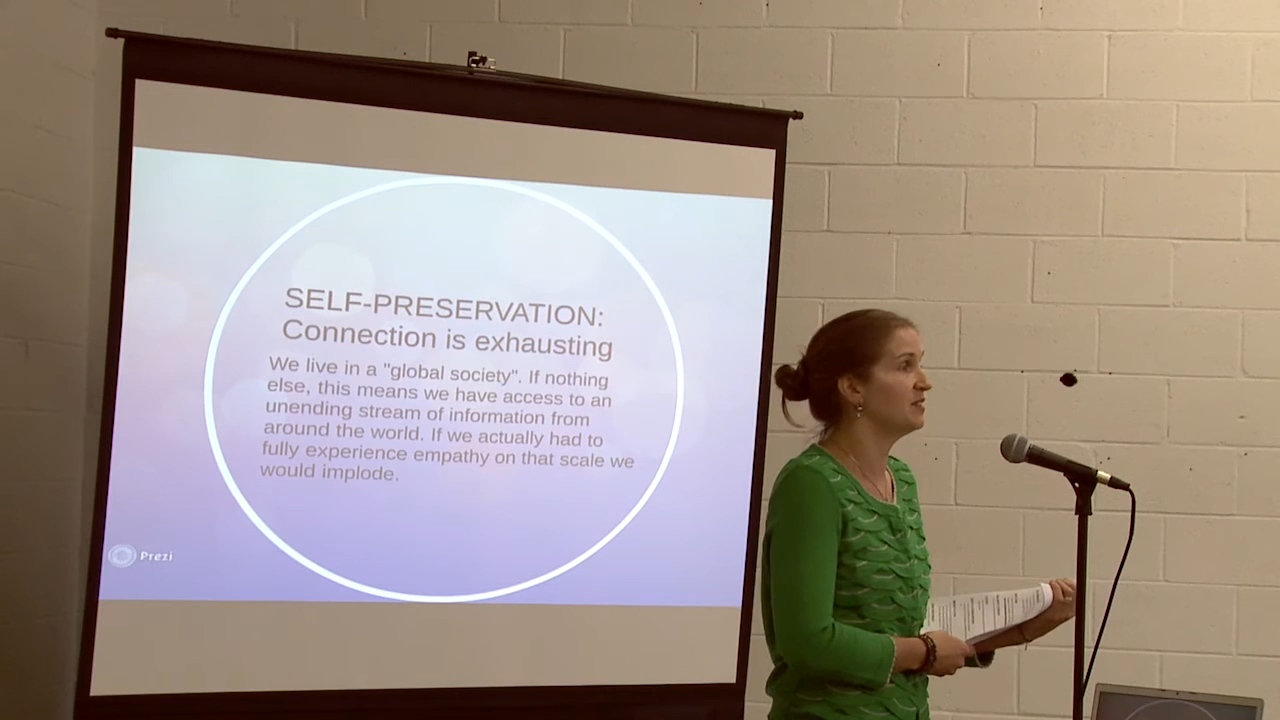 SELF-PRESERVATION:
Connection is exhausting
We live in a "global society". If nothing
else, this means we have access to an
unending stream of information from
around the world. If we actually had to
fully experience empathy on that scale we
would implode.
Prezi